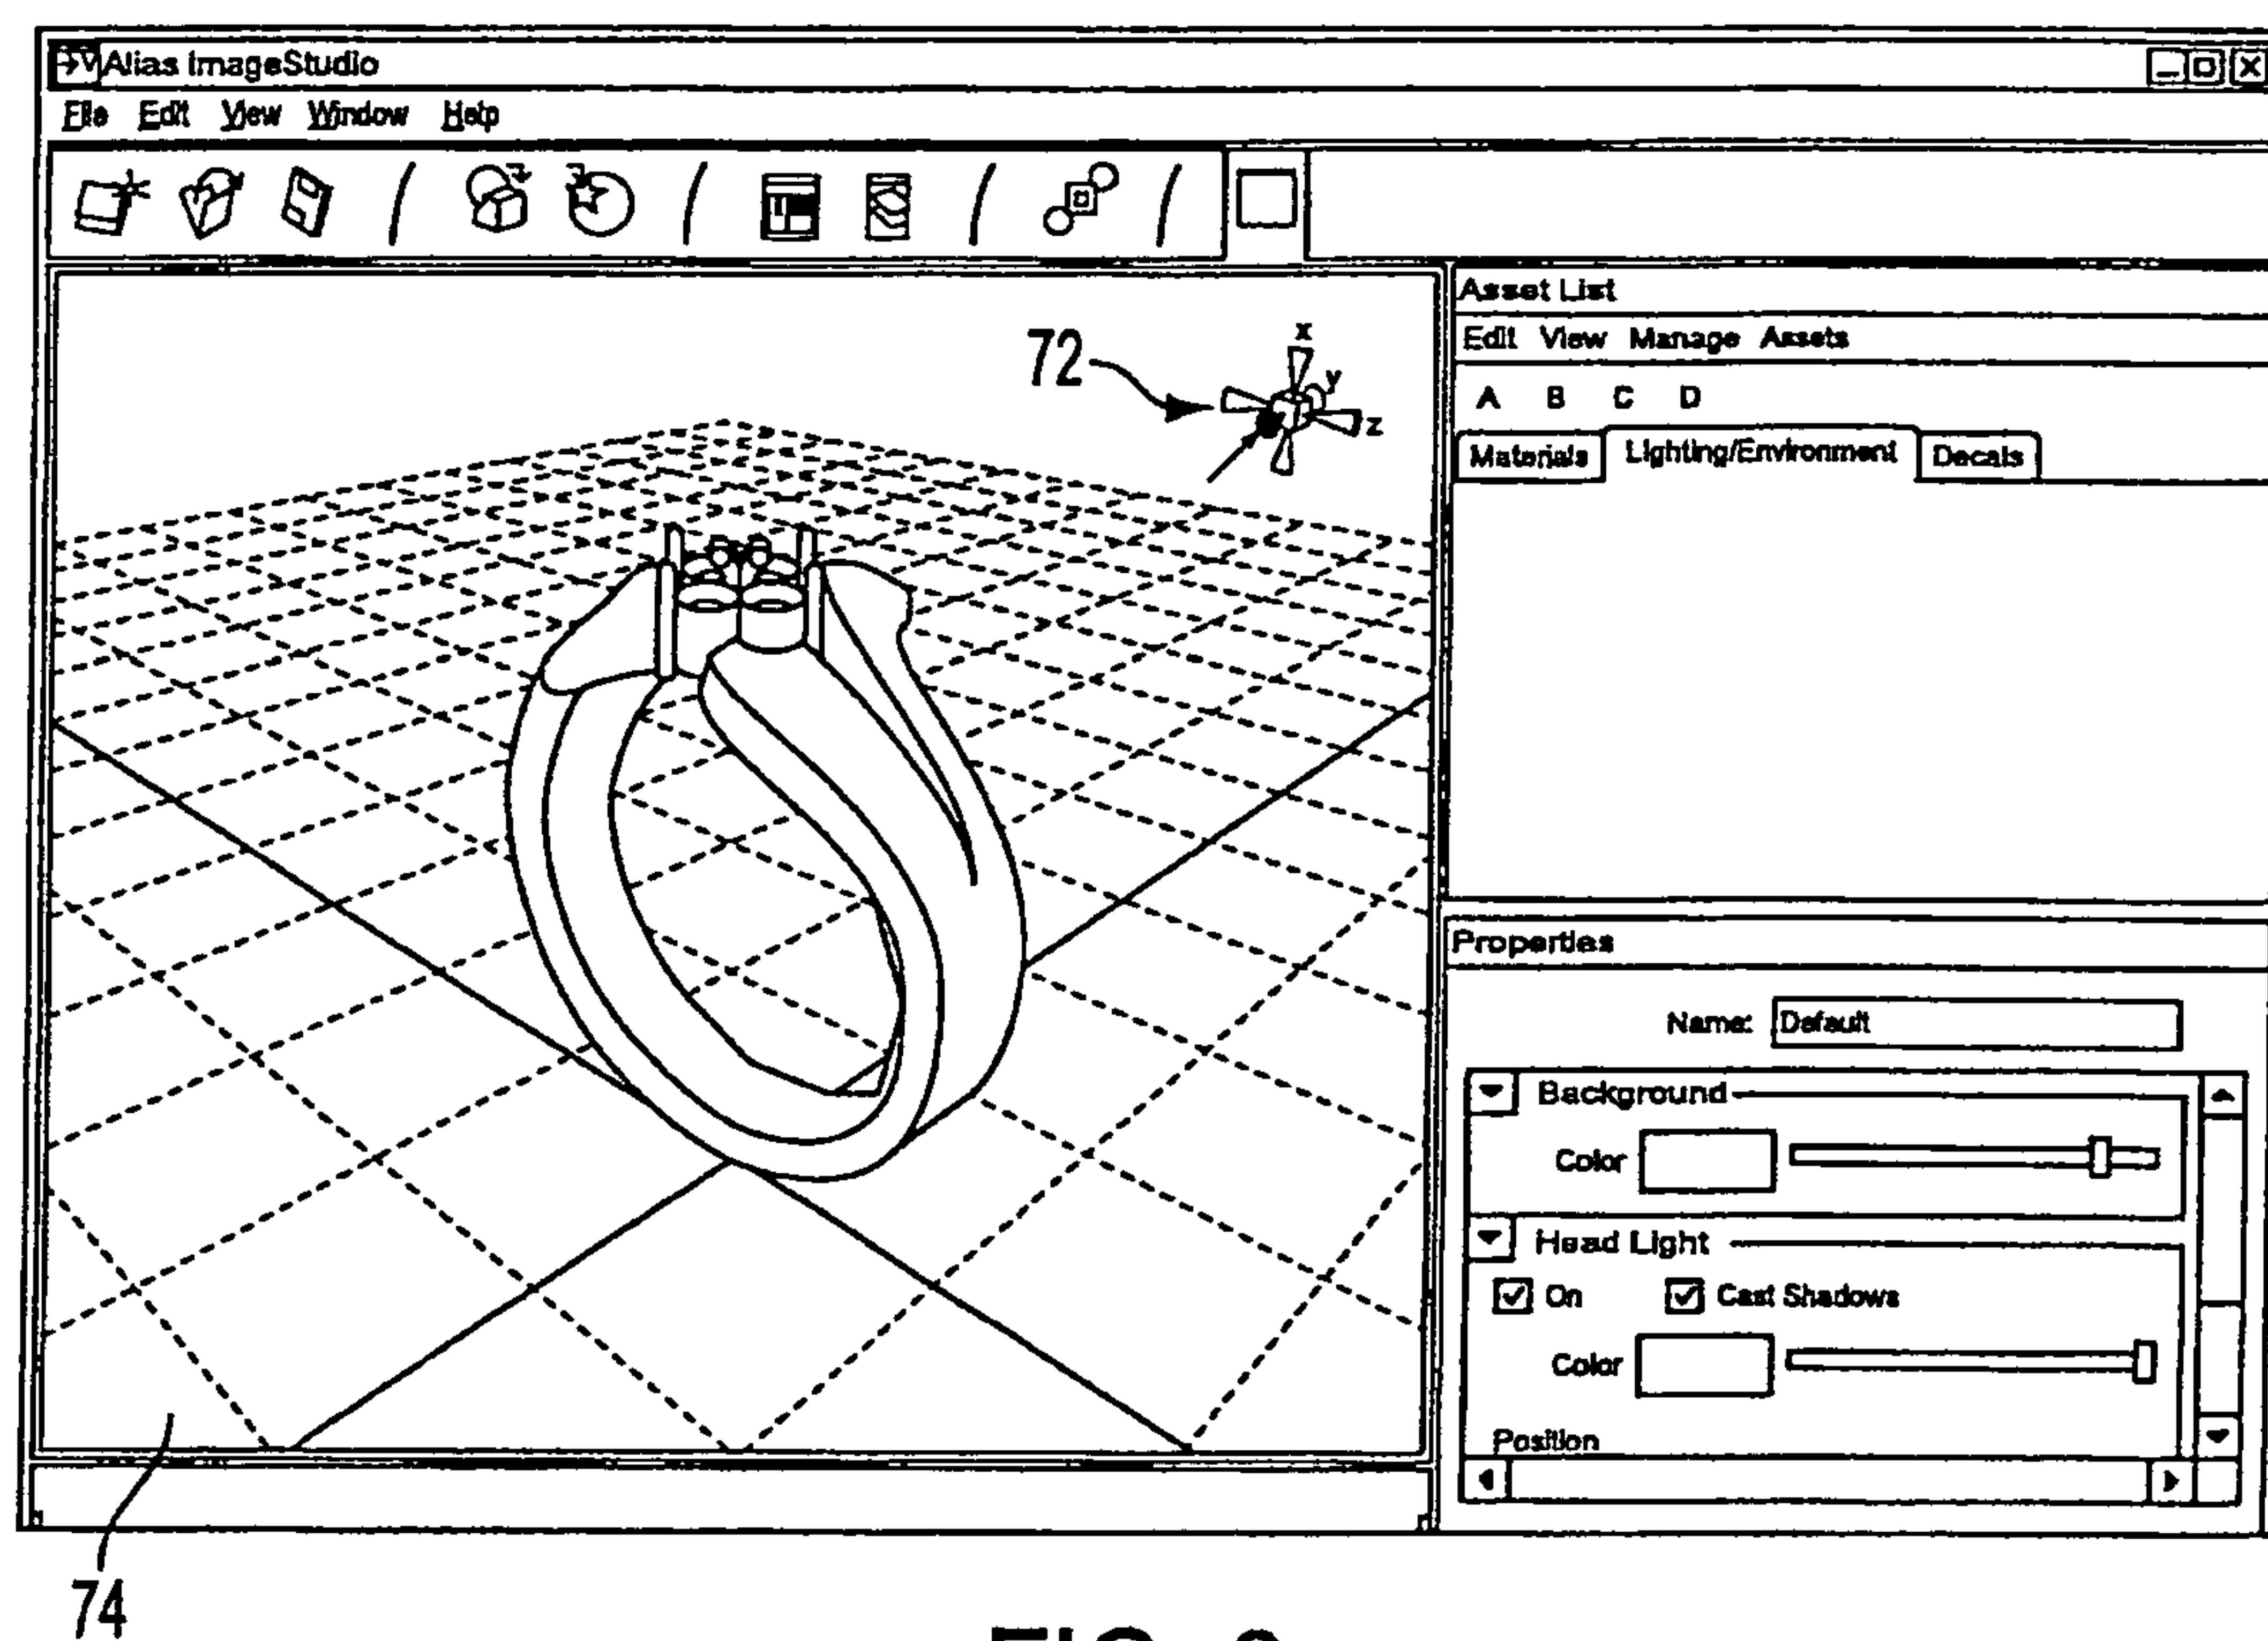 Alias ImageStudio
File Edit View Window Help
Asset List
Edit View Manage Assets
A B C D
Materials Lighting/Environment Decals
72
x
y
z
Properties
Name: Default
Background
Color
Head Light
On Cast Shadows
Color
Position
74